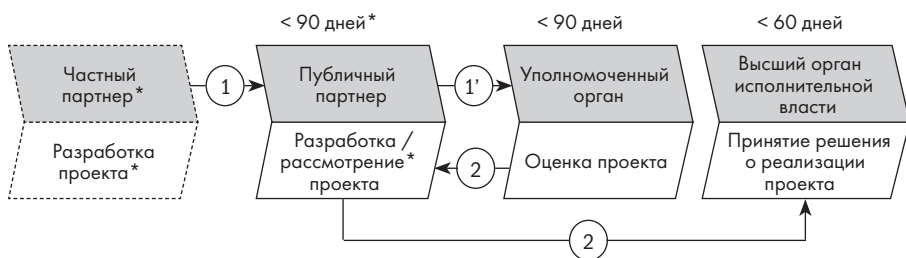 < 90 дней*
< 90 дней
< 60 дней
Частный
партнер*
1
Публичный
партнер
1’
Уполномоченный
орган
Высший орган
исполнительной
власти
Разработка
проекта*
Разработка /
рассмотрение*
проекта
2
Оценка проекта
Принятие решения
о реализации
проекта
2